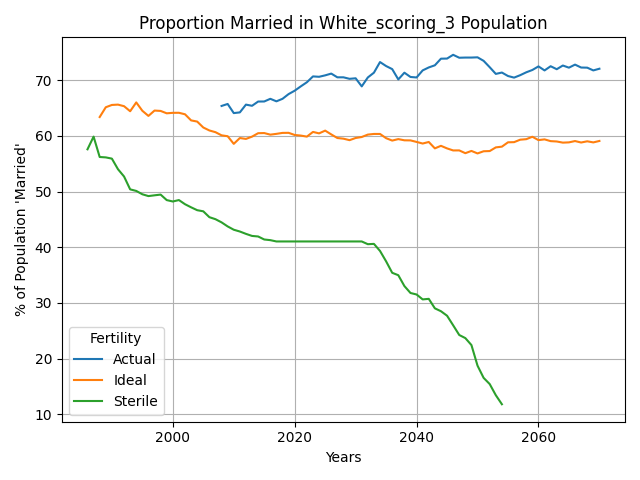 Proportion Married in White_scoring_3 Population
% of Population 'Married'
70
60
50
40
30
20
10
Fertility
Actual
Ideal
Sterile
2000 2020 2040 2060
Years